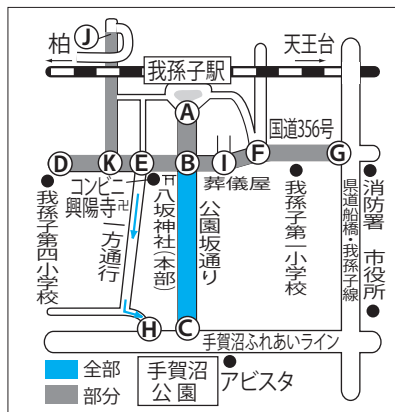 J
柏
天王台
我孫子駅
A
国道356号
D
K
E
B
I
F
G
コンビニ
卍
興陽寺
一方通行
八坂神社（本部）
公園坂通り
葬儀屋
我孫子第四小学校
我孫子第一小学校
県道船橋・我孫子線
消防署
市役所
H
C
手賀沼ふれあいライン
全部
部分
手賀沼
公園
アビスタ